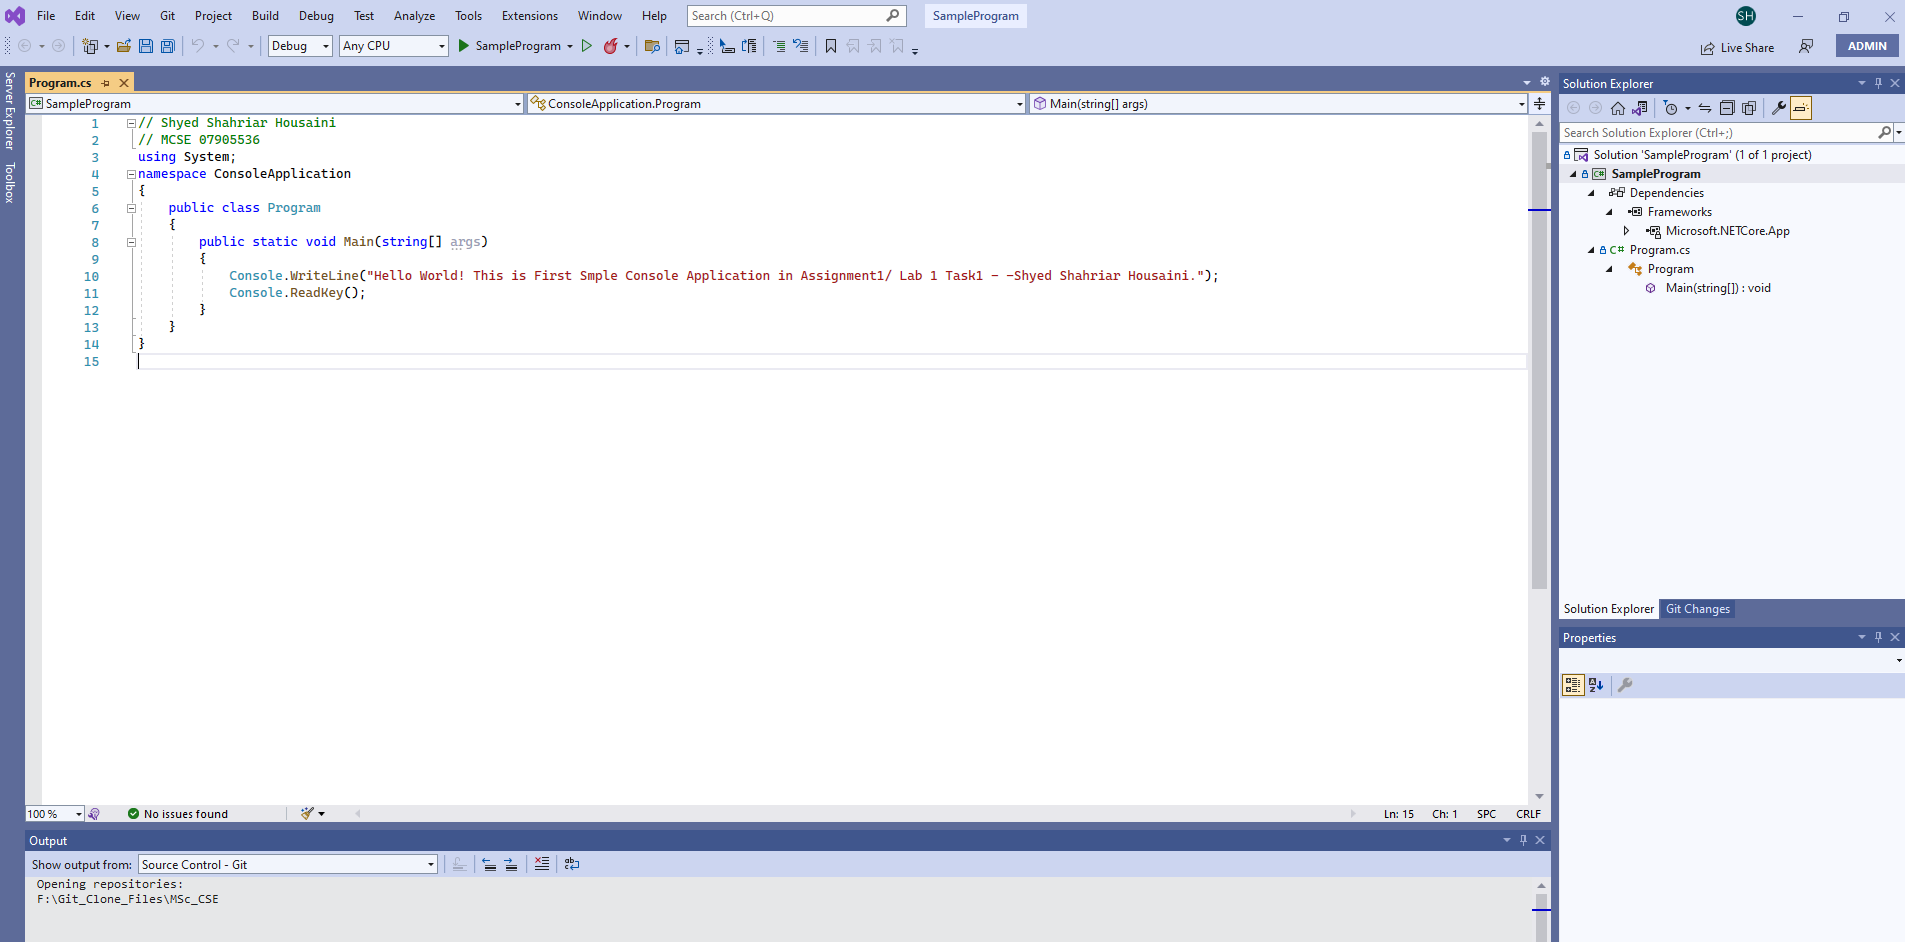 File Edit View Git Project Build Debug Test Analyze Tools Extensions Window Help Search (Ctrl+Q) SampleProgram SH
Debug Any CPU SampleProgram Live Share ADMIN
Server Explorer
Toolbox
Program.cs
SampleProgram ConsoleApplication.Program Main(string[] args)
1 // Shyed Shahriar Housaini
2 // MCSE 07905536
3 using System;
4 namespace ConsoleApplication
5 {
6 public class Program
7 {
8 public static void Main(string[] args)
9 {
10 Console.WriteLine("Hello World! This is First Smple Console Application in Assignment1/ Lab 1 Task1 - -Shyed Shahriar Housaini.");
11 Console.ReadKey();
12 }
13 }
14 }
15
100 % No issues found Ln: 15 Ch: 1 SPC CRLF
Output
Show output from: Source Control - Git
Opening repositories:
F:\Git_Clone_Files\MSc_CSE
Solution Explorer
Search Solution Explorer (Ctrl+;)
Solution 'SampleProgram' (1 of 1 project)
C# SampleProgram
Dependencies
Frameworks
Microsoft.NETCore.App
C# Program.cs
Program
Main(string[]) : void
Solution Explorer Git Changes
Properties